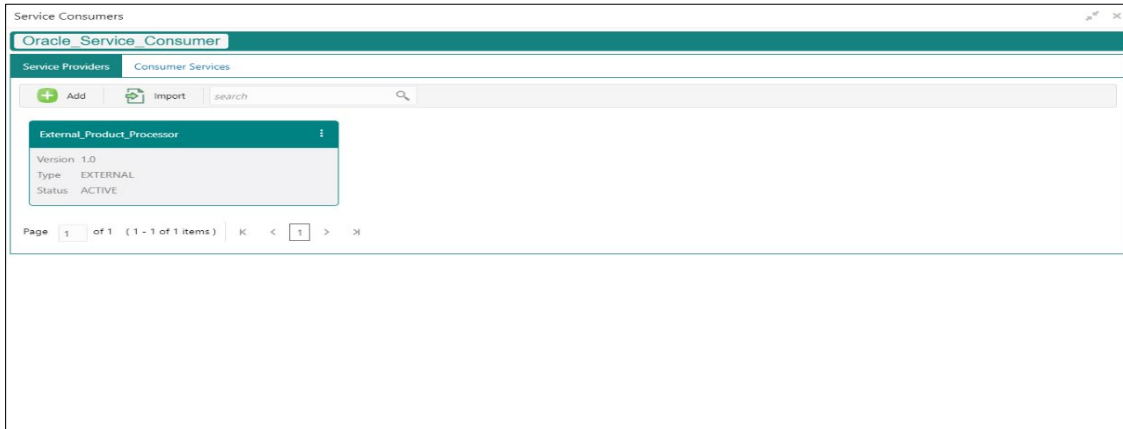 Service Consumers
Oracle_Service_Consumer
Service Providers Consumer Services
Add Import search
External_Product_Processor
Version 1.0
Type EXTERNAL
Status ACTIVE
Page 1 of 1 ( 1 - 1 of 1 items ) 1